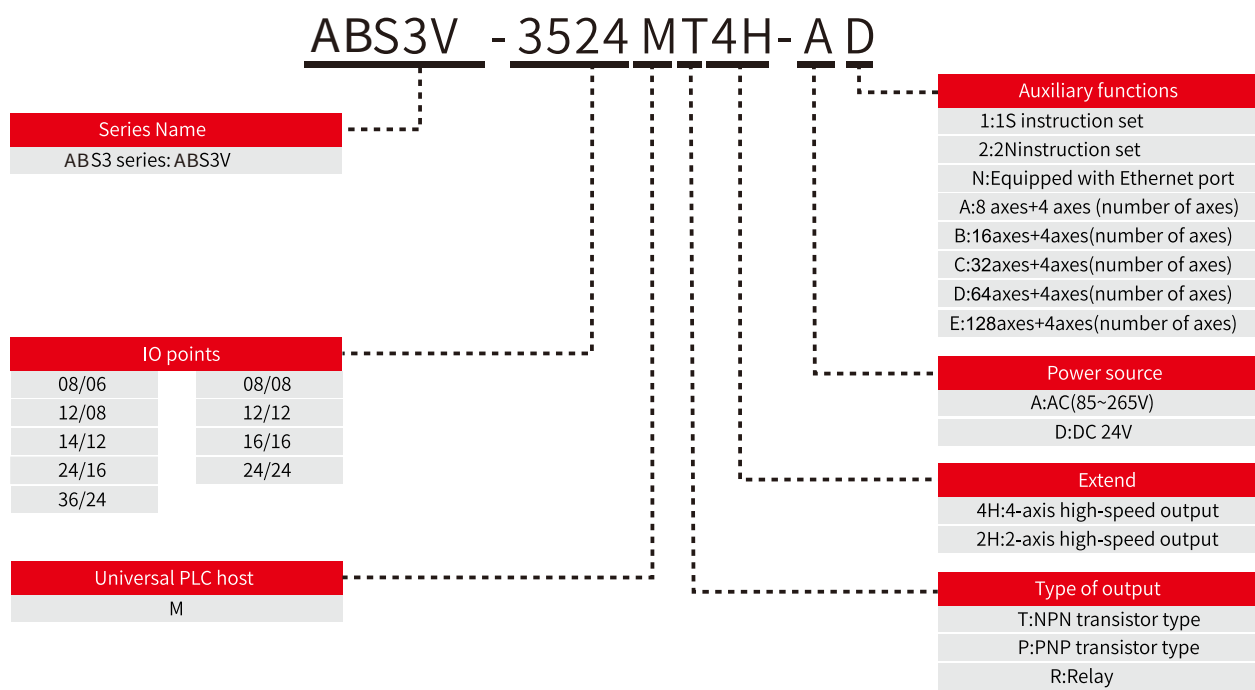 ABS3V - 3524 M T 4H - A D
Series Name
ABS3 series: ABS3V
IO points
08/06 08/08
12/08 12/12
14/12 16/16
24/16 24/24
36/24
Universal PLC host
M
Auxiliary functions
1:1S instruction set
2:2Ninstruction set
N:Equipped with Ethernet port
A:8 axes+4 axes (number of axes)
B:16axes+4axes(number of axes)
C:32axes+4axes(number of axes)
D:64axes+4axes(number of axes)
E:128axes+4axes(number of axes)
Power source
A:AC(85~265V)
D:DC 24V
Extend
4H:4-axis high-speed output
2H:2-axis high-speed output
Type of output
T:NPN transistor type
P:PNP transistor type
R:Relay